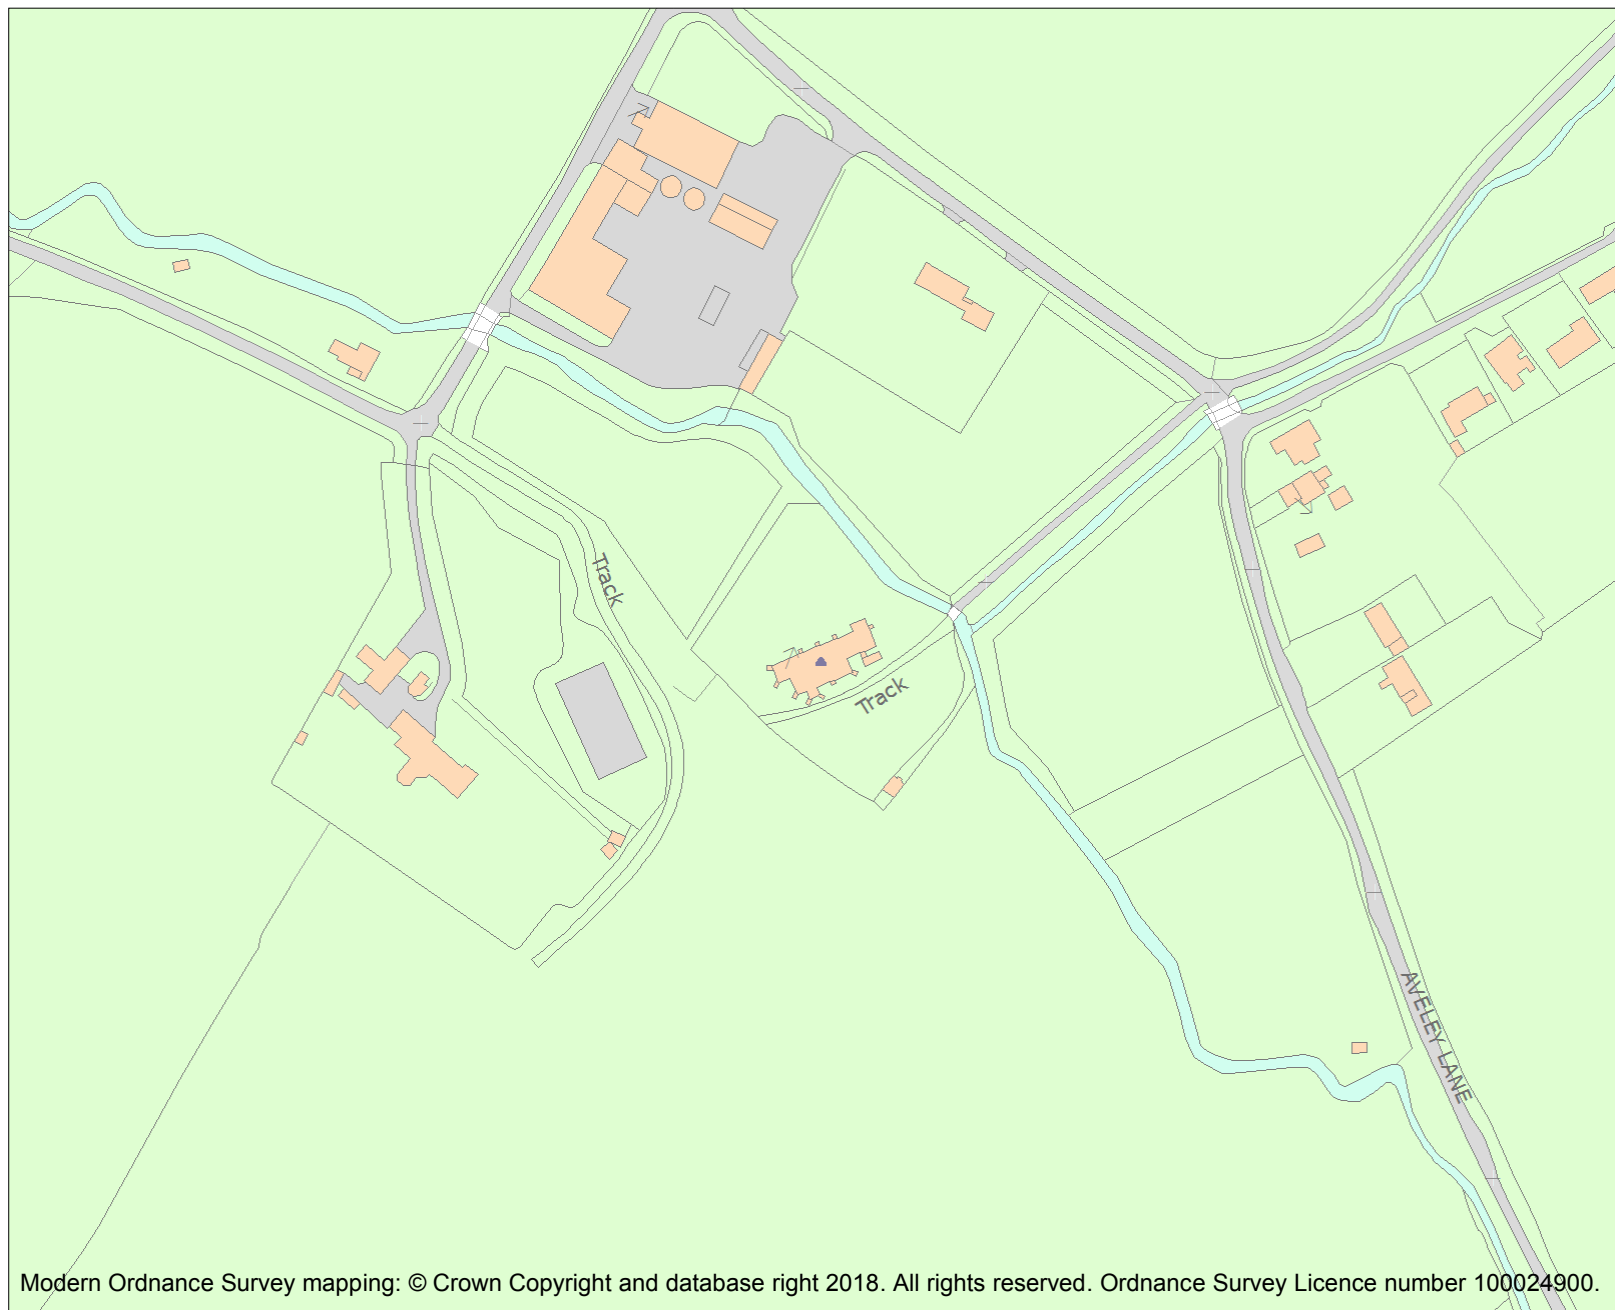 Track
Track
AVELEY LANE
Modern Ordnance Survey mapping: © Crown Copyright and database right 2018. All rights reserved. Ordnance Survey Licence number 100024900.